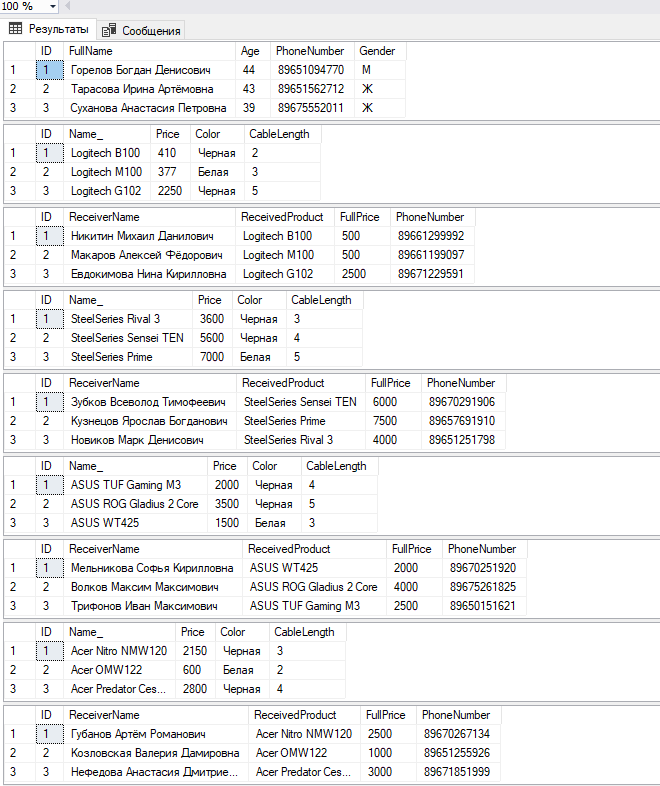 100 %
Результаты Сообщения
ID FullName Age PhoneNumber Gender
1 1 Горелов Богдан Денисович 44 89651094770 М
2 2 Тарасова Ирина Артёмовна 43 89651562712 Ж
3 3 Суханова Анастасия Петровна 39 89675552011 Ж
ID Name_ Price Color CableLength
1 1 Logitech B100 410 Черная 2
2 2 Logitech M100 377 Белая 3
3 3 Logitech G102 2250 Черная 5
ID ReceiverName ReceivedProduct FullPrice PhoneNumber
1 1 Никитин Михаил Данилович Logitech B100 500 89661299992
2 2 Макаров Алексей Фёдорович Logitech M100 500 89661199097
3 3 Евдокимова Нина Кирилловна Logitech G102 2500 89671229591
ID Name_ Price Color CableLength
1 1 SteelSeries Rival 3 3600 Черная 3
2 2 SteelSeries Sensei TEN 5600 Черная 4
3 3 SteelSeries Prime 7000 Белая 5
ID ReceiverName ReceivedProduct FullPrice PhoneNumber
1 1 Зубков Всеволод Тимофеевич SteelSeries Sensei TEN 6000 89670291906
2 2 Кузнецов Ярослав Богданович SteelSeries Prime 7500 89657691910
3 3 Новиков Марк Денисович SteelSeries Rival 3 4000 89651251798
ID Name_ Price Color CableLength
1 1 ASUS TUF Gaming M3 2000 Черная 4
2 2 ASUS ROG Gladius 2 Core 3500 Черная 5
3 3 ASUS WT425 1500 Белая 3
ID ReceiverName ReceivedProduct FullPrice PhoneNumber
1 1 Мельникова Софья Кирилловна ASUS WT425 2000 89670251920
2 2 Волков Максим Максимович ASUS ROG Gladius 2 Core 4000 89675261825
3 3 Трифонов Иван Максимович ASUS TUF Gaming M3 2500 89650151621
ID Name_ Price Color CableLength
1 1 Acer Nitro NMW120 2150 Черная 3
2 2 Acer OMW122 600 Белая 2
3 3 Acer Predator Ces... 2800 Черная 4
ID ReceiverName ReceivedProduct FullPrice PhoneNumber
1 1 Губанов Артём Романович Acer Nitro NMW120 2500 89670267134
2 2 Козловская Валерия Дамировна Acer OMW122 1000 89651255926
3 3 Нефедова Анастасия Дмитрие... Acer Predator Ces... 3000 89671851999